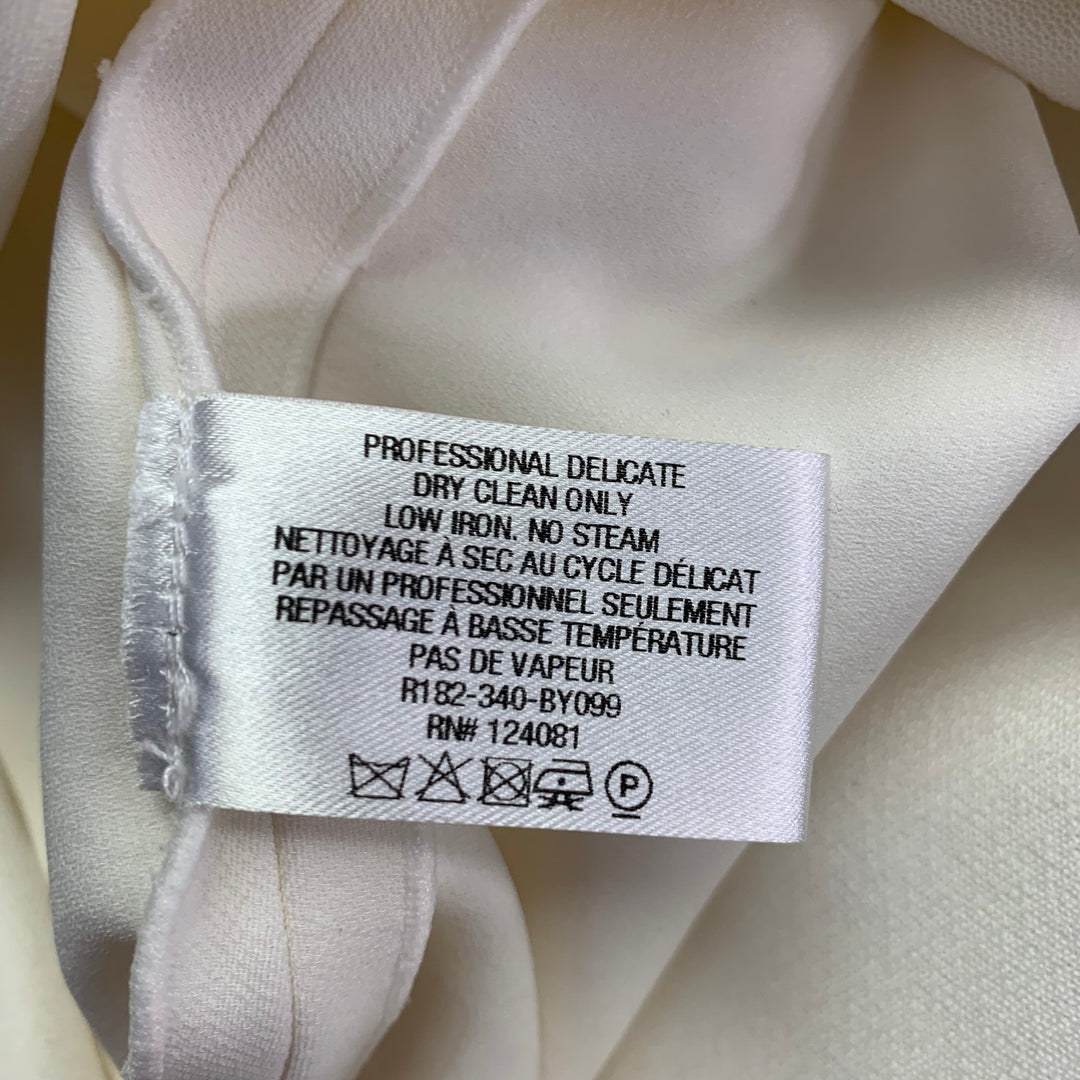 PROFESSIONAL DELICATE
DRY CLEAN ONLY
LOW IRON. NO STEAM
NETTOYAGE À SEC AU CYCLE DÉLICAT
PAR UN PROFESSIONNEL SEULEMENT
REPASSAGE À BASSE TEMPÉRATURE
PAS DE VAPEUR
R182-340-BY099
RN# 124081
P